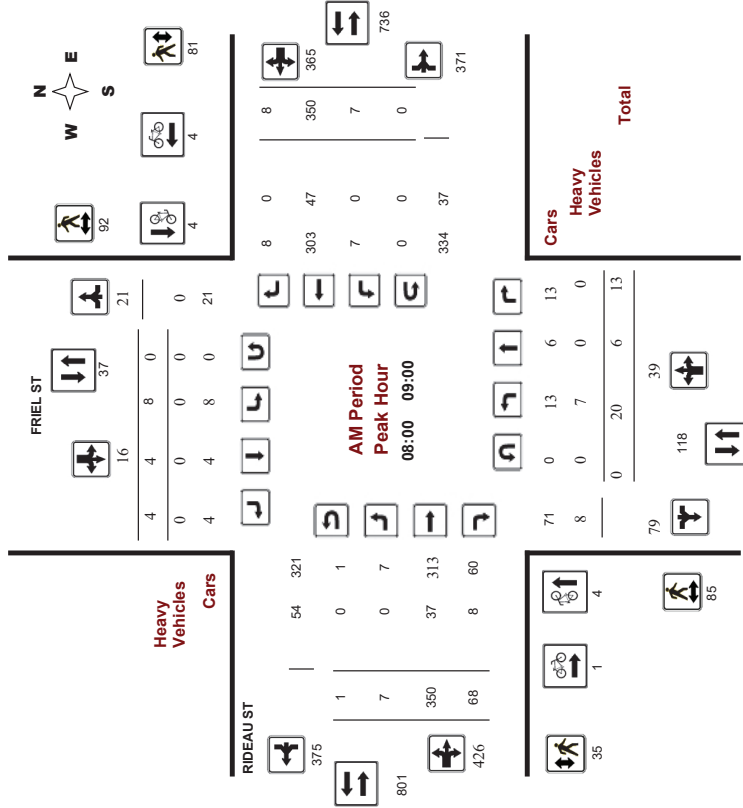 N
W E
S
92
81
4
4
FRIEL ST
16
37
21
4 4 8 0
0 0 0 0 0
4 4 8 0 21
Heavy
Vehicles
Cars
365
736
371
8 0 8
303 47 350
7 0 7
0 0 0
334 37
AM Period
Peak Hour
08:00 09:00
RIDEAU ST
375
801
426
54 321
1 0 1
7 0 7
350 37 313
68 8 60
Cars
Heavy
Vehicles
Total
71 0 13 6 13
8 0 7 0 0
0 20 6 13
79
118
39
35
1
4
85